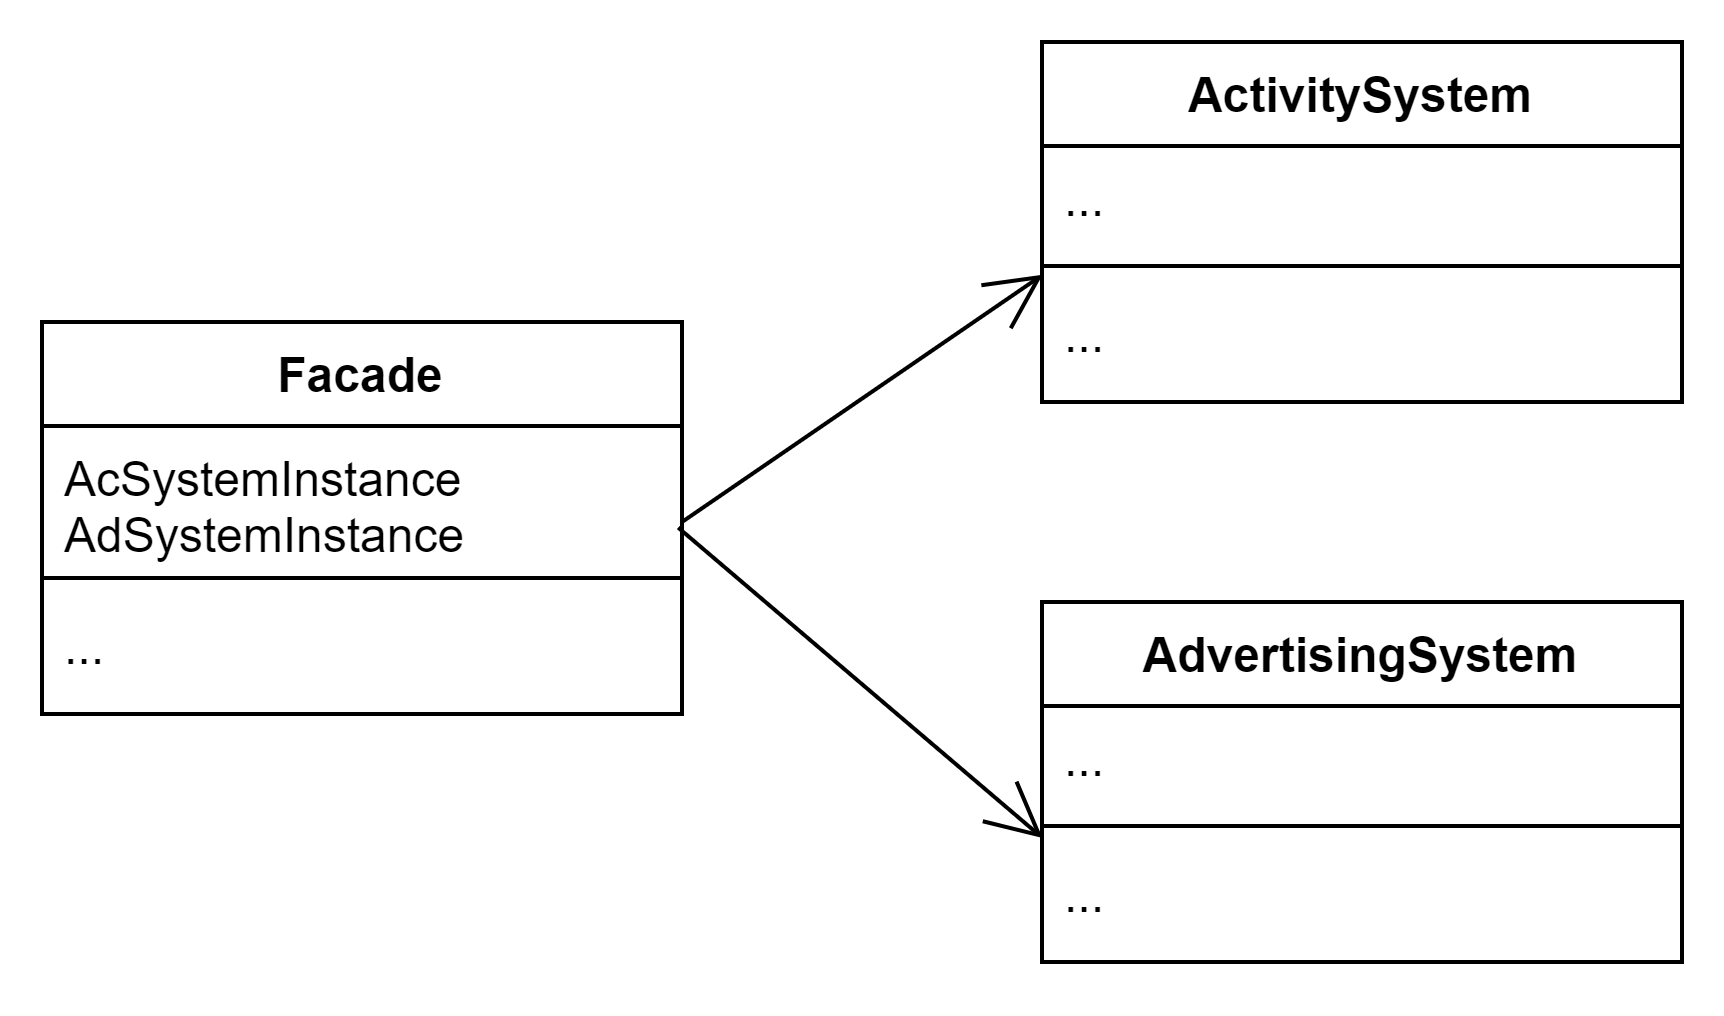 Facade
AcSystemInstance
AdSystemInstance
...
ActivitySystem
...
...
AdvertisingSystem
...
...